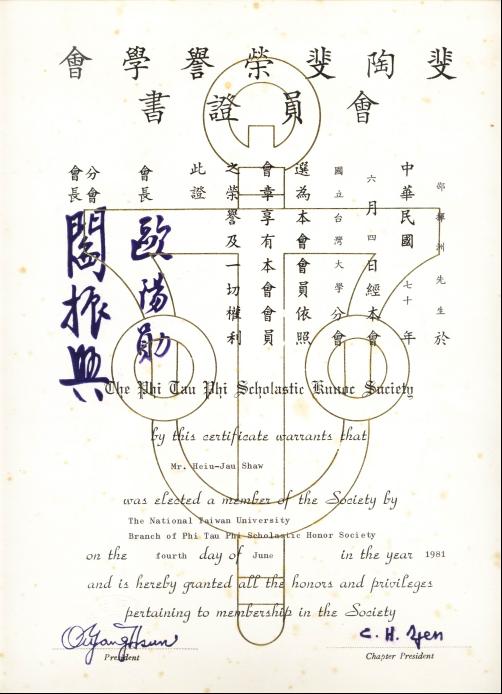 斐陶斐榮譽學會
會員證書
邵 洲先生於
中華民國七十年
六月四日經本會
國立台灣大學分會
選為本會會員依照
會章享有本會會員
之榮譽及一切權利
此證
會長 歐陽勛
分會會長 閻振興
The Phi Tau Phi Scholastic Honor Society
by this certificate warrants that
Mr. Hsiu-Jau Shaw
was elected a member of the Society by
The National Taiwan University
Branch of Phi Tau Phi Scholastic Honor Society
on the fourth day of June in the year 1981
and is hereby granted all the honors and privileges
pertaining to membership in the Society
OuYang Hsun C. H. Yen
President Chapter President